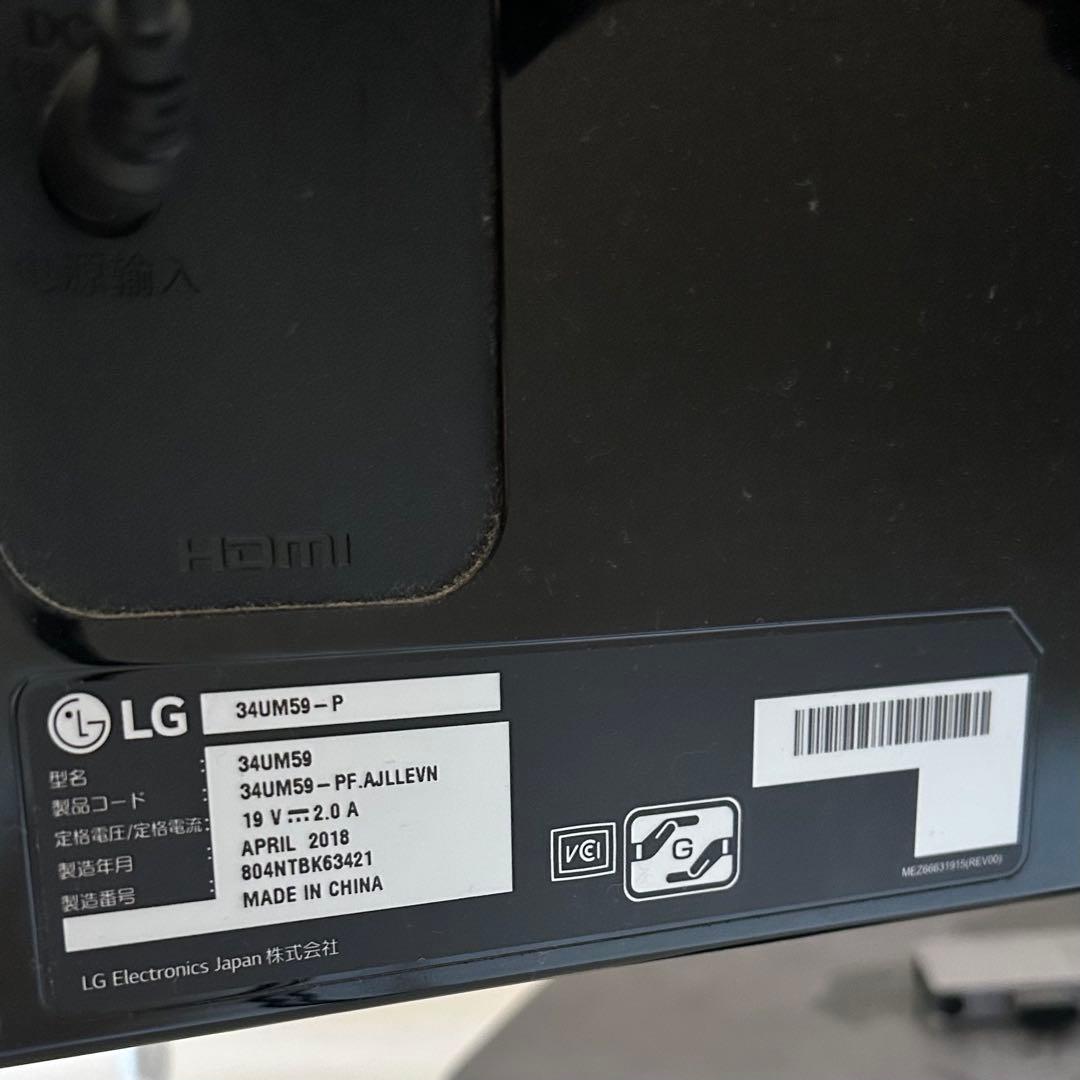 DC
源输入
HDMI
LG 34UM59-P
型名 : 34UM59
製品コード : 34UM59-PF.AJLLEVN
定格電圧/定格電流: 19 V ⎓ 2.0 A
製造年月 : APRIL 2018
製造番号 : 804NTBK63421
MADE IN CHINA
LG Electronics Japan 株式会社
VCI
G
MEZ66631915(REV00)